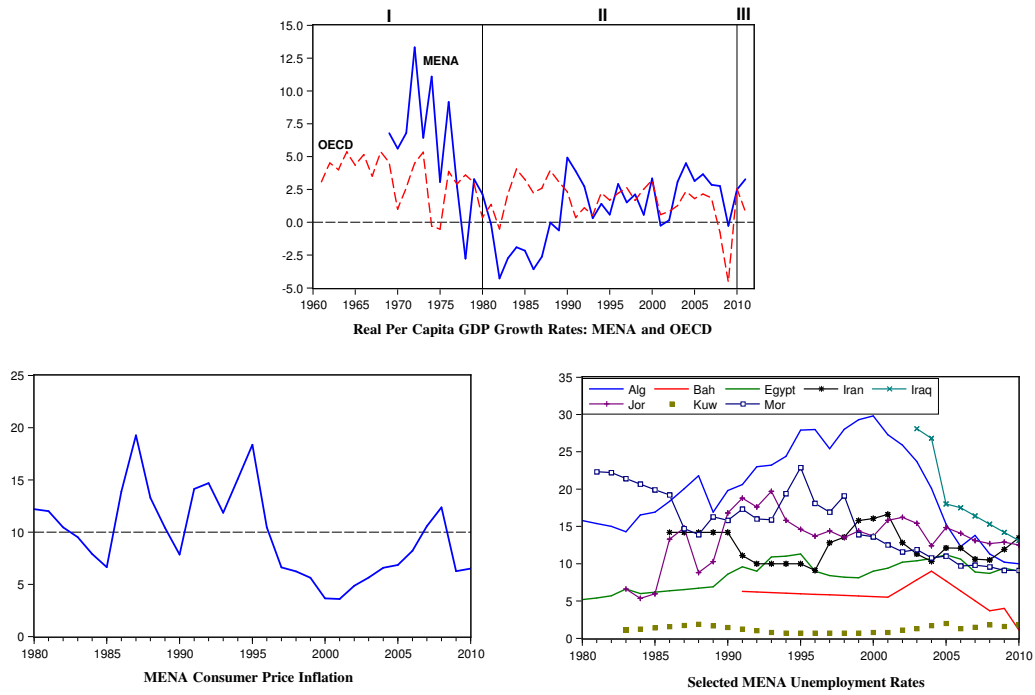 I II III
15.0
12.5
10.0
7.5
5.0
2.5
0.0
-2.5
-5.0
MENA
OECD
1960 1965 1970 1975 1980 1985 1990 1995 2000 2005 2010
Real Per Capita GDP Growth Rates: MENA and OECD
25
20
15
10
5
0
1980 1985 1990 1995 2000 2005 2010
MENA Consumer Price Inflation
35
30
25
20
15
10
5
0
Alg Bah Egypt Iran Iraq
Jor Kuw Mor
1980 1985 1990 1995 2000 2005 2010
Selected MENA Unemployment Rates